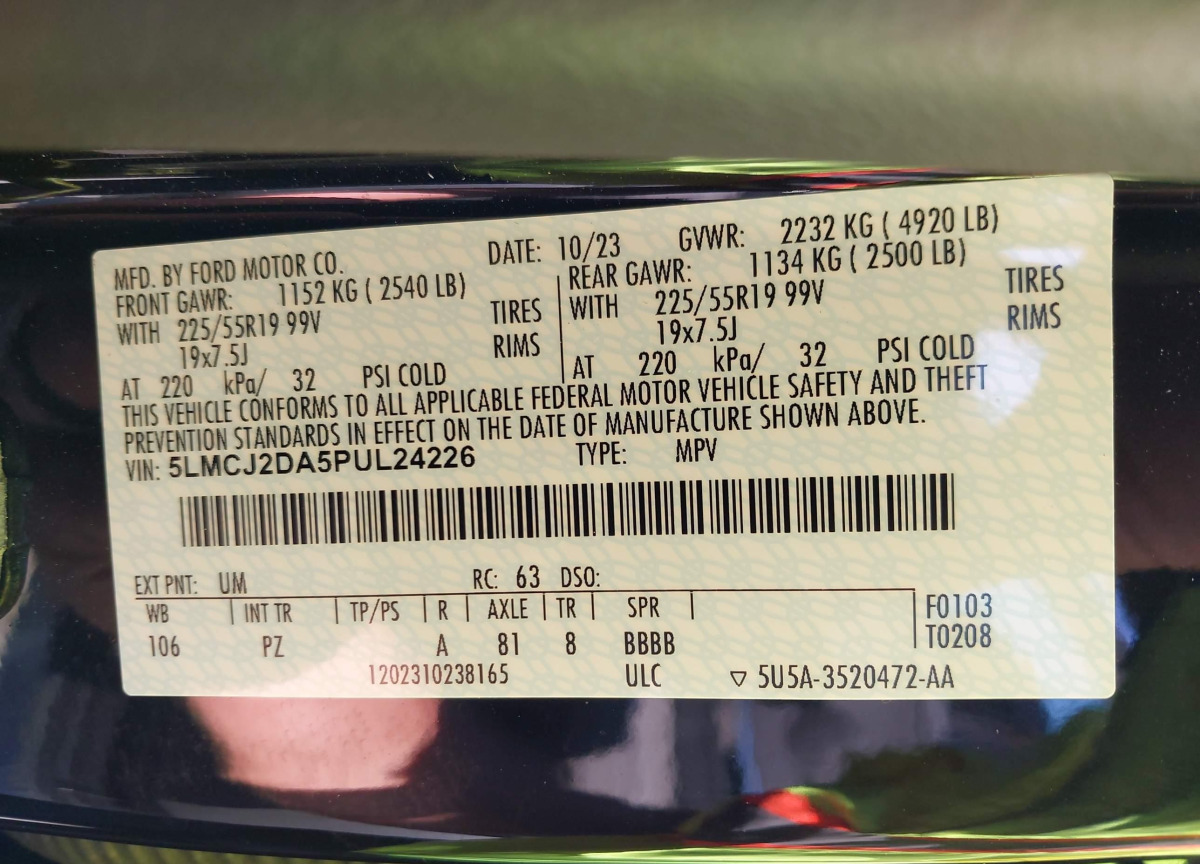 MFD. BY FORD MOTOR CO. DATE: 10/23 GVWR: 2232 KG ( 4920 LB)
FRONT GAWR: 1152 KG ( 2540 LB) REAR GAWR: 1134 KG ( 2500 LB)
WITH 225/55R19 99V TIRES WITH 225/55R19 99V TIRES
19x7.5J RIMS 19x7.5J RIMS
AT 220 kPa/ 32 PSI COLD AT 220 kPa/ 32 PSI COLD
THIS VEHICLE CONFORMS TO ALL APPLICABLE FEDERAL MOTOR VEHICLE SAFETY AND THEFT
PREVENTION STANDARDS IN EFFECT ON THE DATE OF MANUFACTURE SHOWN ABOVE.
VIN: 5LMCJ2DA5PUL24226 TYPE: MPV
EXT PNT: UM RC: 63 DSO:
WB INT TR TP/PS R AXLE TR SPR F0103
106 PZ A 81 8 BBBB T0208
1202310238165 ULC ▽ 5U5A-3520472-AA